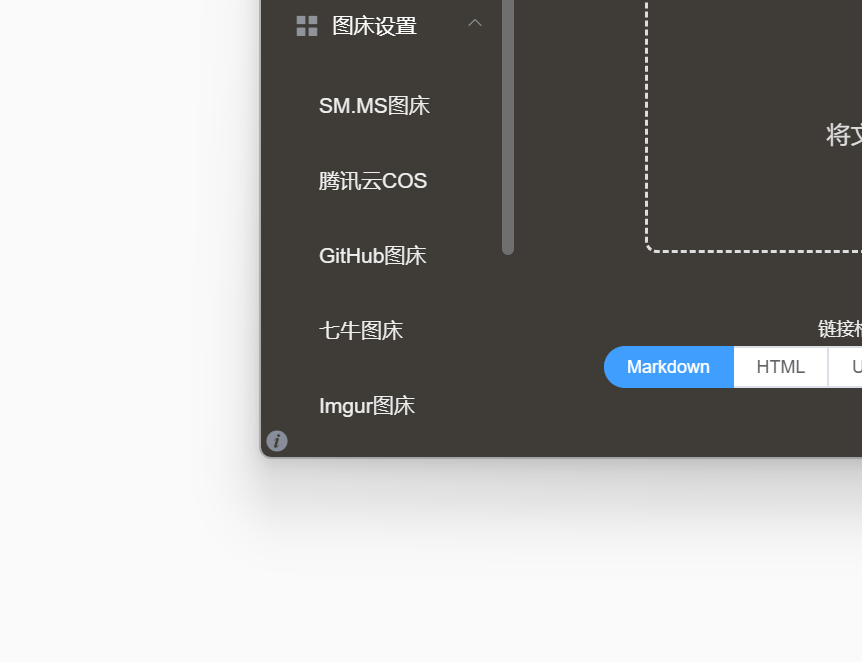 图床设置
SM.MS图床
腾讯云COS
GitHub图床
七牛图床
Imgur图床
将文
链接格
Markdown
HTML
U